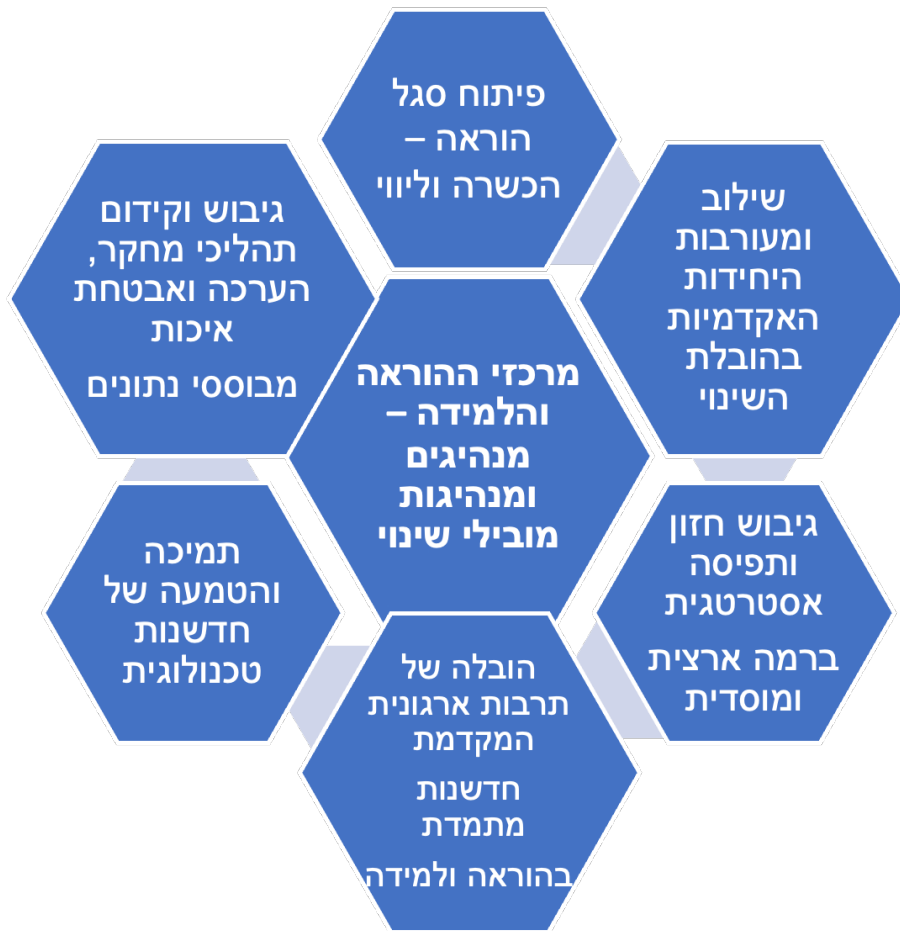 פיתוח סגל
הוראה –
הכשרה וליווי
שילוב
ומעורבות
היחידות
האקדמיות
בהובלת
השינוי
גיבוש וקידום
תהליכי מחקר,
הערכה ואבטחת
איכות
מבוססי נתונים
מרכזי ההוראה
והלמידה –
מנהיגים
ומנהיגות
מובילי שינוי
גיבוש חזון
ותפיסה
אסטרטגית
ברמה ארצית
ומוסדית
תמיכה
והטמעה של
חדשנות
טכנולוגית
הובלה של
תרבות ארגונית
המקדמת
חדשנות
מתמדת
בהוראה ולמידה